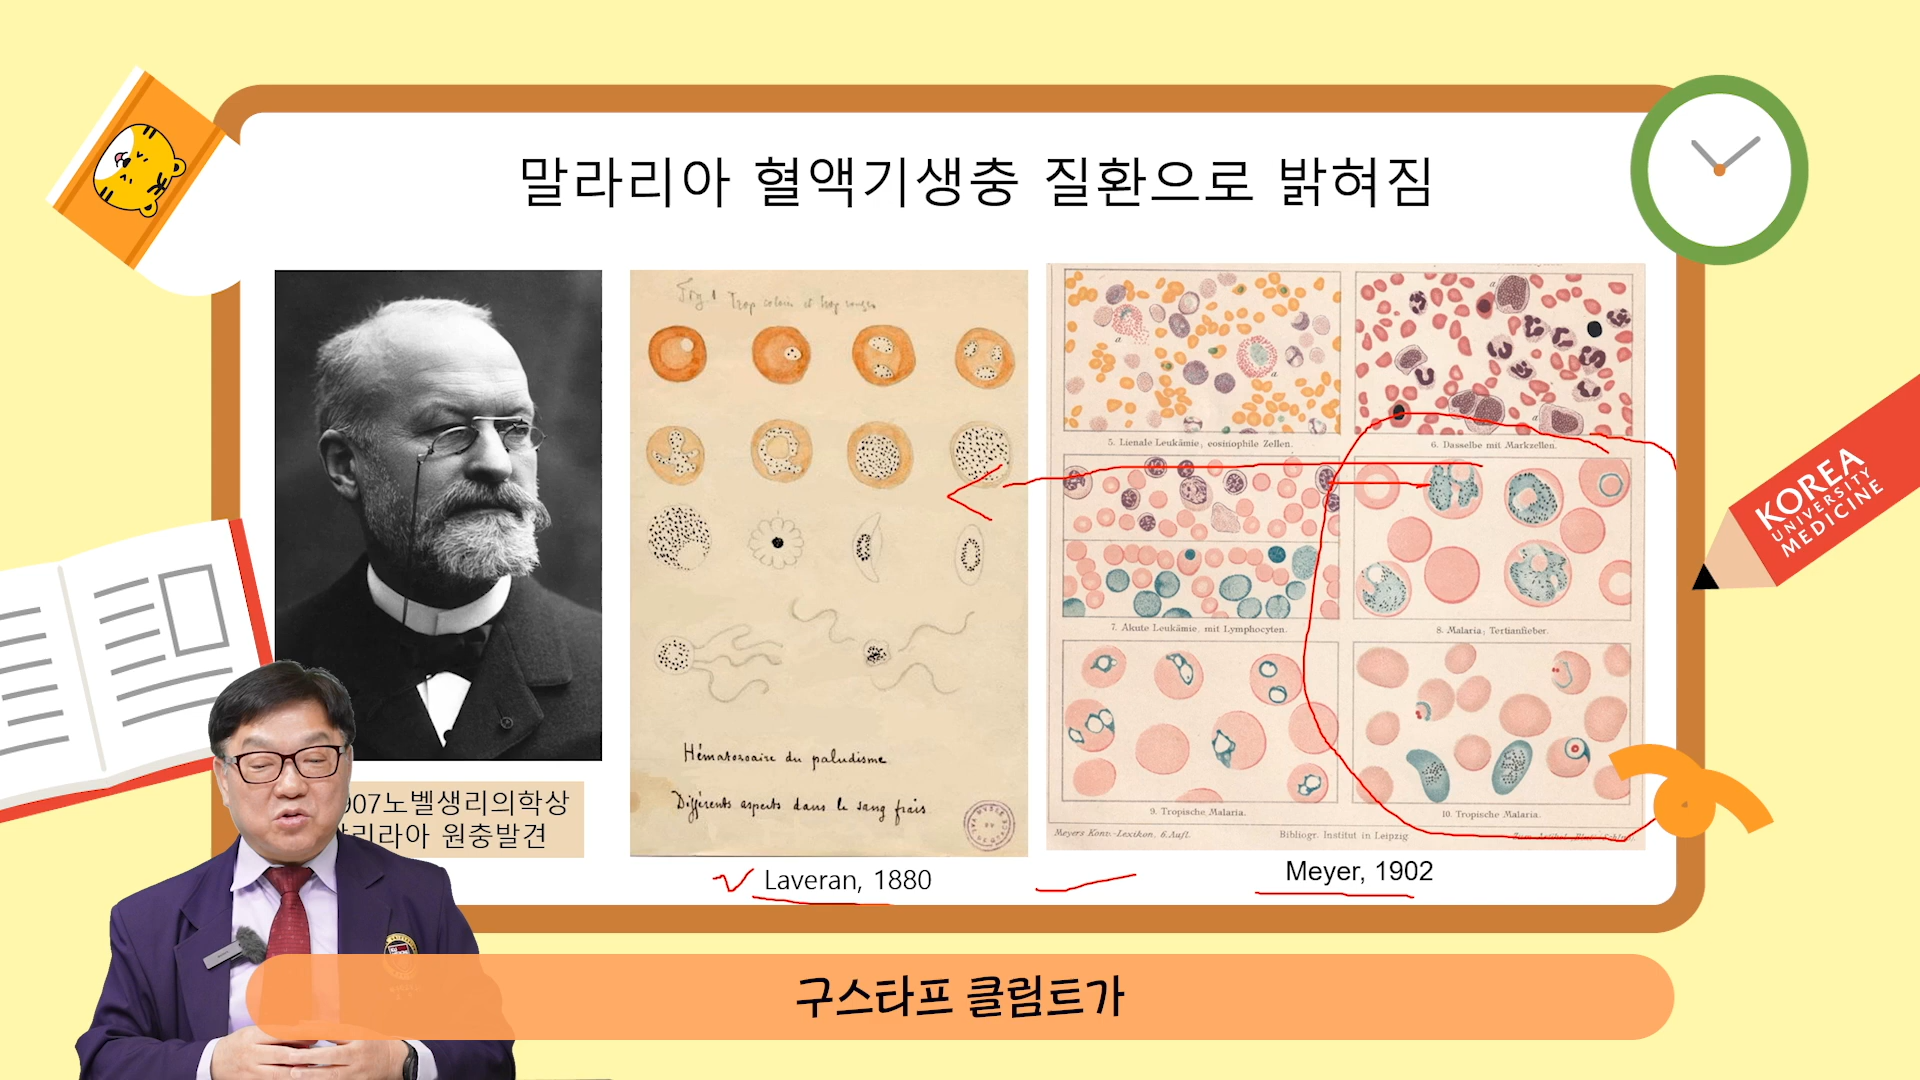 말라리아 혈액기생충 질환으로 밝혀짐
Fig. 1 Trop colorié et trop rouges
5. Lienale Leukämie, eosinophile Zellen.
6. Dasselbe mit Markzellen.
a
a
a
a
7. Akute Leukämie, mit Lymphocyten.
8. Malaria; Tertianfieber.
9. Tropische Malaria.
10. Tropische Malaria.
Meyers Konv.-Lexikon, 6. Aufl.
Bibliogr. Institut in Leipzig
Hématozoaire du paludisme
Différents aspects dans le sang frais
907노벨생리의학상
리라아 원충발견
Laveran, 1880
Meyer, 1902
KOREA
UNIVERSITY
MEDICINE
구스타프 클림트가